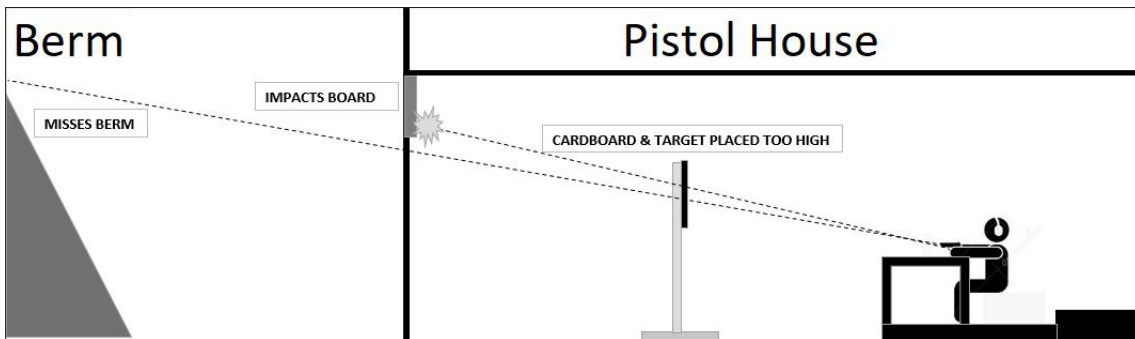 Berm
Pistol House
IMPACTS BOARD
MISSES BERM
CARDBOARD & TARGET PLACED TOO HIGH